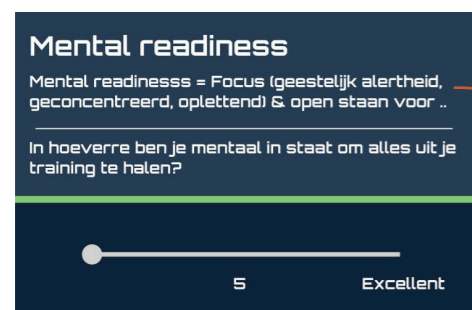 Mental readiness
Mental readinesss = Focus (geestelijk alertheid,
geconcentreerd, oplettend) & open staan voor ..
In hoeverre ben je mentaal in staat om alles uit je
training te halen?
5
Excellent